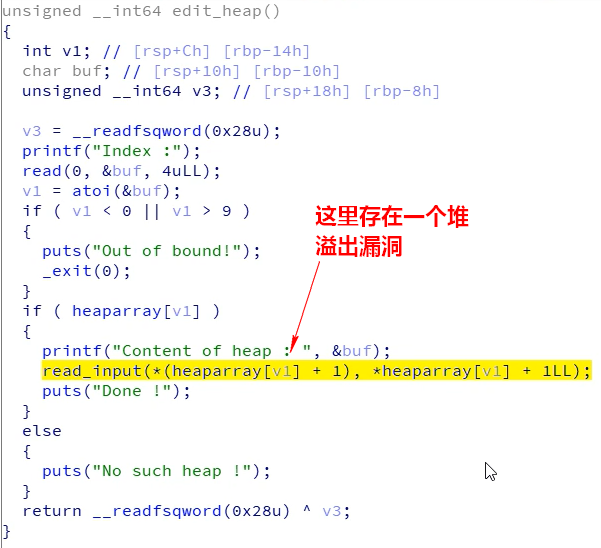 unsigned __int64 edit_heap()
{
  int v1; // [rsp+Ch] [rbp-14h]
  char buf; // [rsp+10h] [rbp-10h]
  unsigned __int64 v3; // [rsp+18h] [rbp-8h]

  v3 = __readfsqword(0x28u);
  printf("Index :");
  read(0, &buf, 4uLL);
  v1 = atoi(&buf);
  if ( v1 < 0 || v1 > 9 )
  {
    puts("Out of bound!");
    _exit(0);
  }
  if ( heaparray[v1] )
  {
    printf("Content of heap : ", &buf);
    read_input(*(heaparray[v1] + 1), *heaparray[v1] + 1LL);
    puts("Done !");
  }
  else
  {
    puts("No such heap !");
  }
  return __readfsqword(0x28u) ^ v3;
}
这里存在一个堆
溢出漏洞